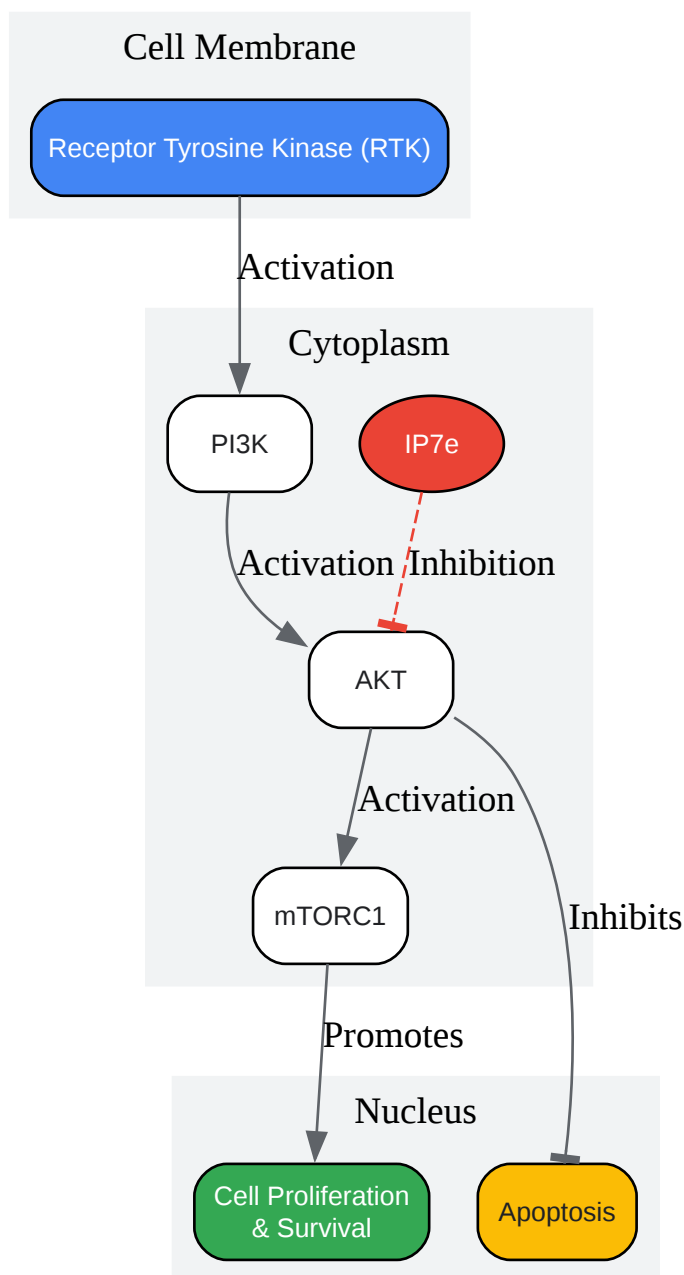 Cell Membrane
Receptor Tyrosine Kinase (RTK)
Activation
Cytoplasm
PI3K
IP7e
Activation
Inhibition
AKT
Activation
mTORC1
Inhibits
Promotes
Nucleus
Cell Proliferation
& Survival
Apoptosis